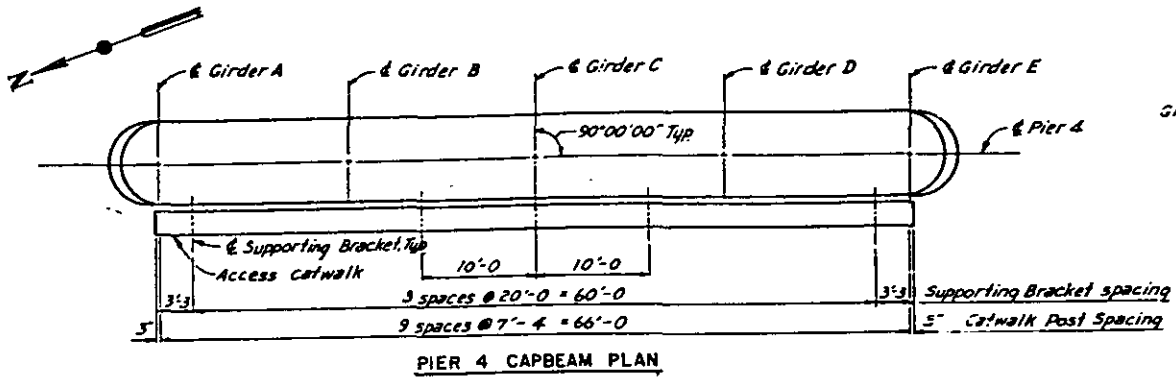 N
℄ Girder A
℄ Girder B
℄ Girder C
℄ Girder D
℄ Girder E
90°00'00" Typ.
℄ Pier 4
℄ Supporting Bracket, Typ
Access catwalk
10'-0
10'-0
3'-3
3 spaces @ 20'-0 = 60'-0
3'-3
Supporting Bracket spacing
9 spaces @ 7'-4 = 66'-0
Catwalk Post Spacing
PIER 4 CAPBEAM PLAN